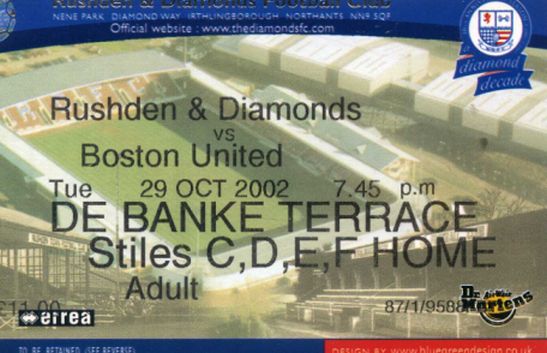 Rushden & Diamonds Football Club
NENE PARK DIAMOND WAY IRTHLINGBOROUGH NORTHANTS NN9 5QF
Official website : www.thediamondsfc.com
a
diamond
decade
Rushden & Diamonds
vs
Boston United
Tue 29 OCT 2002 7.45 p.m
DE BANKE TERRACE
Stiles C,D,E,F HOME
Adult
£11.00
87/1/9588
errea
Dr. Martens
AirWair
TO BE RETAINED (SEE REVERSE)
DESIGN BY www.bluegreendesign.co.uk